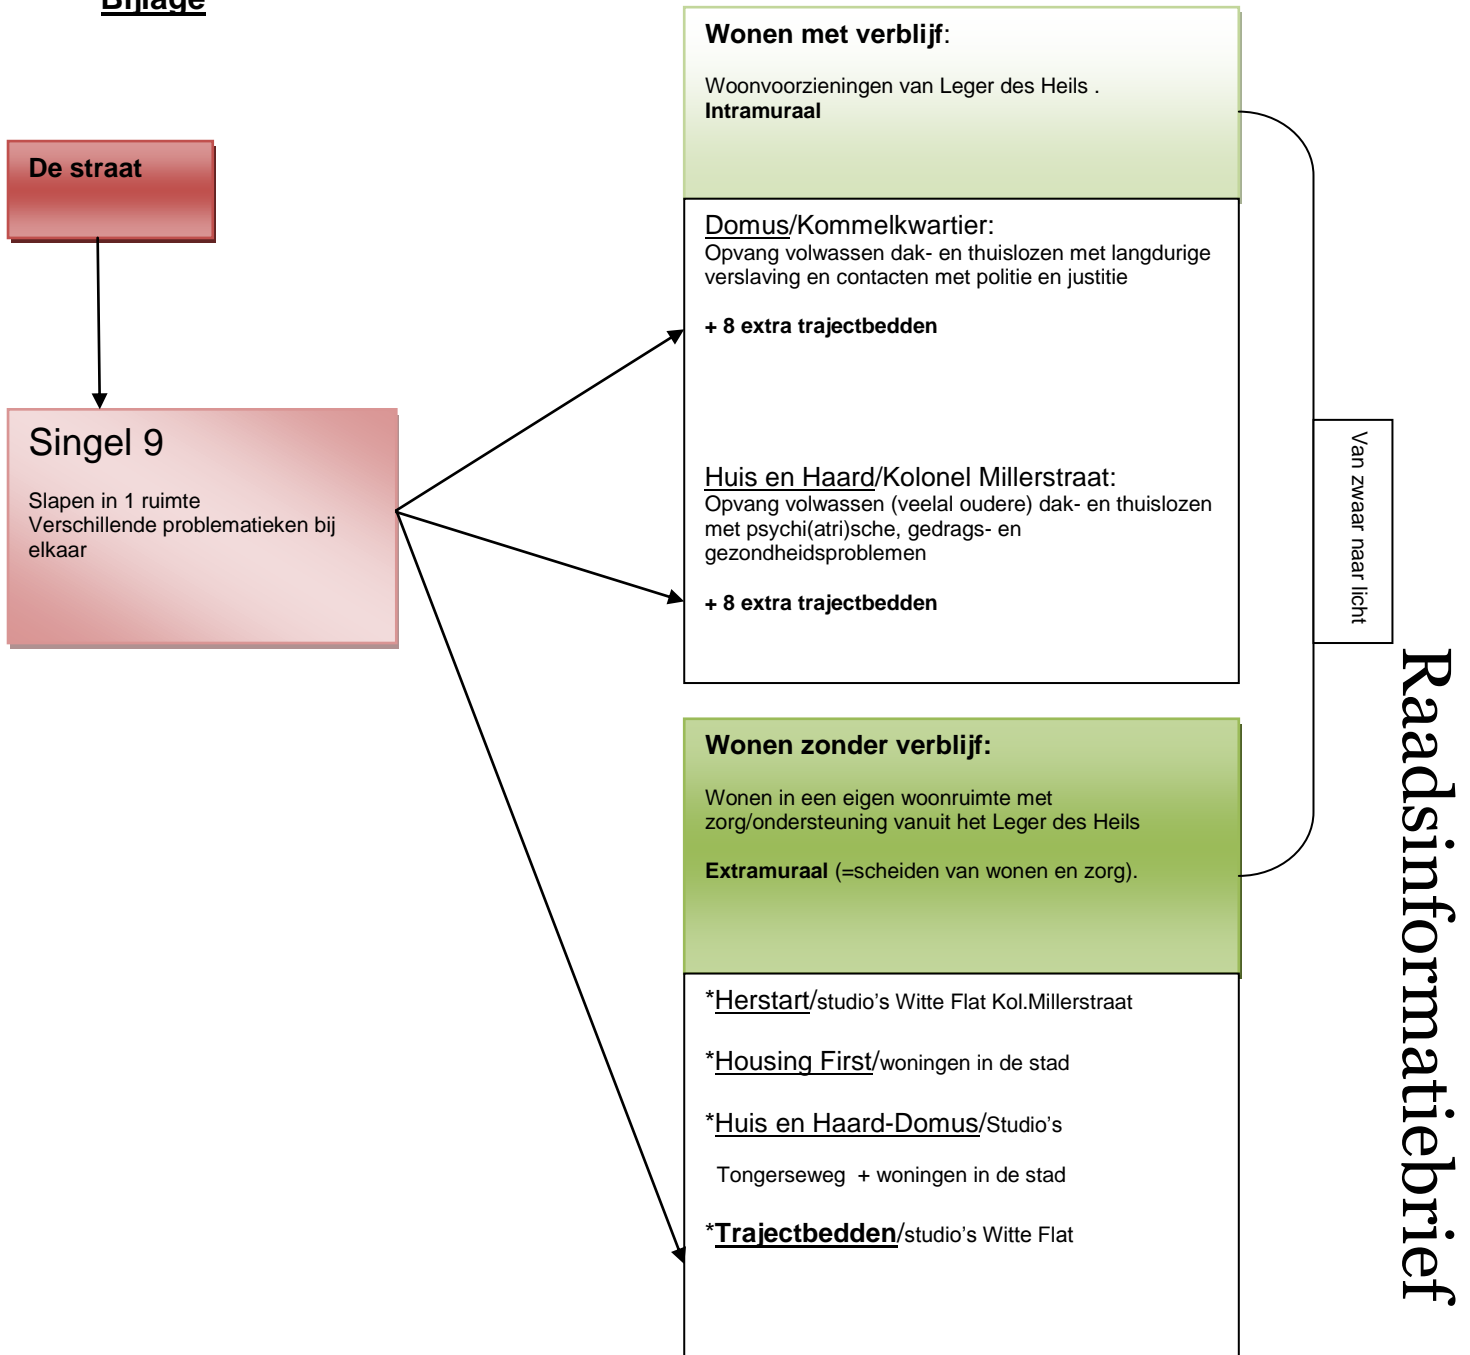 Bijlage
De straat
Singel 9
Slapen in 1 ruimte
Verschillende problematieken bij
elkaar
Wonen met verblijf:
Woonvoorzieningen van Leger des Heils .
Intramuraal
Domus/Kommelkwartier:
Opvang volwassen dak- en thuislozen met langdurige
verslaving en contacten met politie en justitie
+ 8 extra trajectbedden
Huis en Haard/Kolonel Millerstraat:
Opvang volwassen (veelal oudere) dak- en thuislozen
met psychi(atri)sche, gedrags- en
gezondheidsproblemen
+ 8 extra trajectbedden
Wonen zonder verblijf:
Wonen in een eigen woonruimte met
zorg/ondersteuning vanuit het Leger des Heils
Extramuraal (=scheiden van wonen en zorg).
*Herstart/studio’s Witte Flat Kol.Millerstraat
*Housing First/woningen in de stad
*Huis en Haard-Domus/Studio’s
Tongerseweg + woningen in de stad
*Trajectbedden/studio’s Witte Flat
Van zwaar naar licht
Raadsinformatiebrief